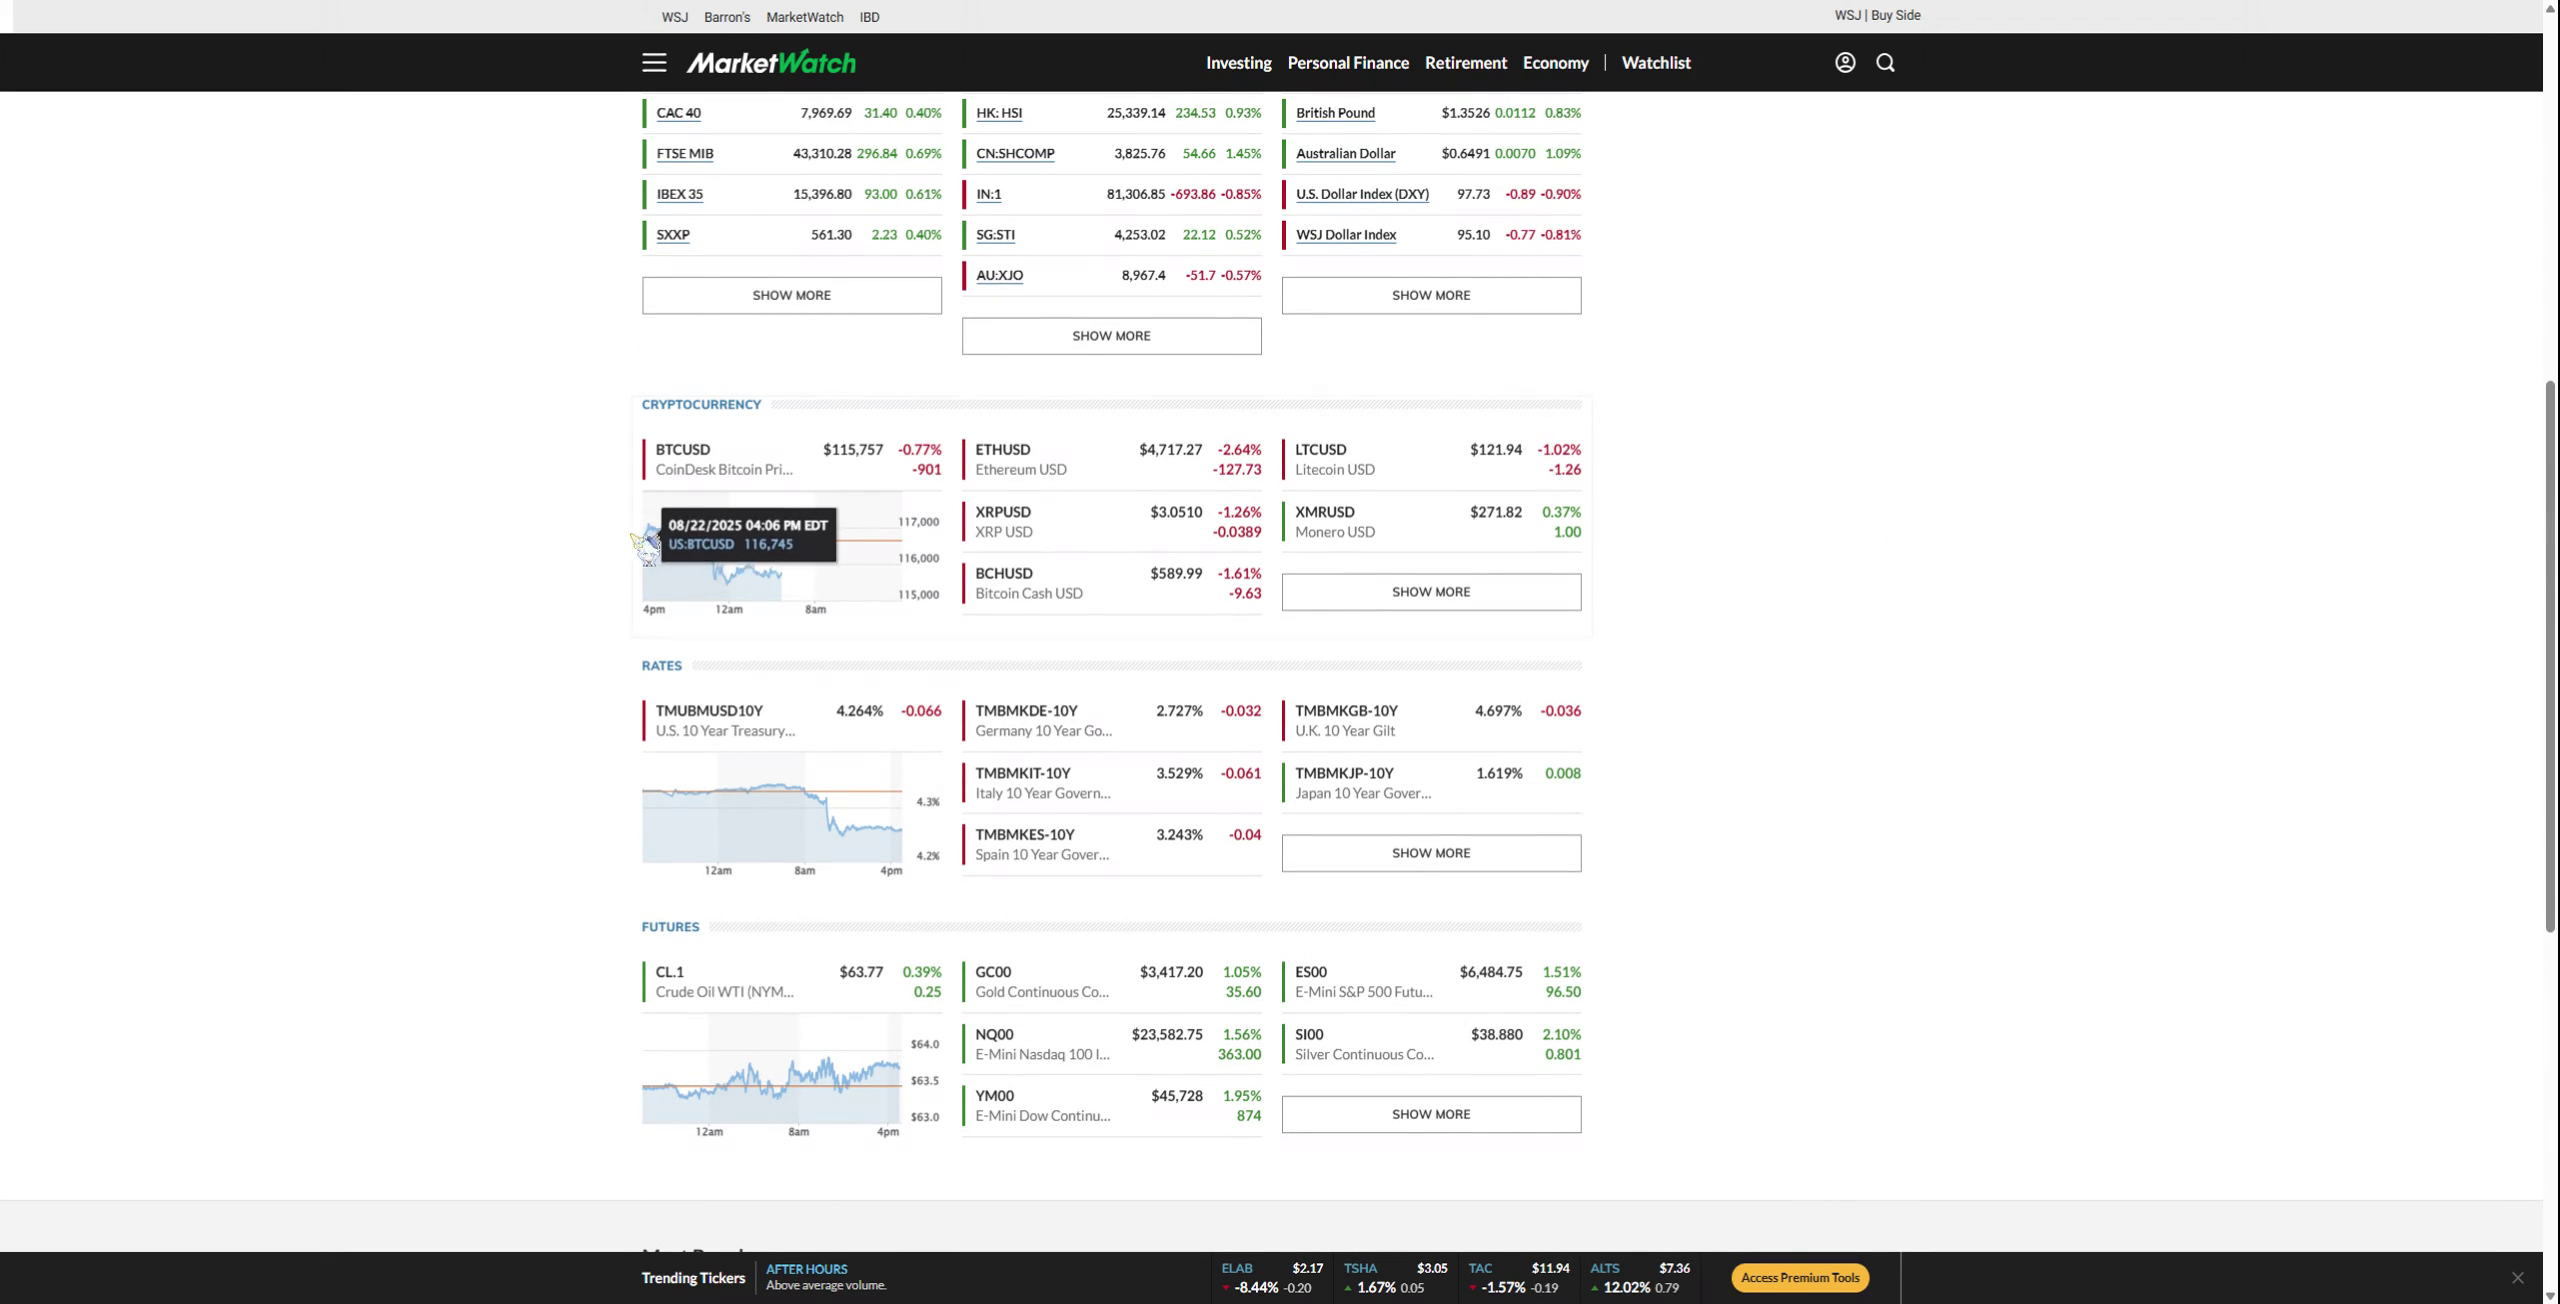 WSJ Barron's MarketWatch IBD
WSJ | Buy Side
MarketWatch
Investing Personal Finance Retirement Economy | Watchlist
CAC 40 7,969.69 31.40 0.40%
FTSE MIB 43,310.28 296.84 0.69%
IBEX 35 15,396.80 93.00 0.61%
SXXP 561.30 2.23 0.40%
SHOW MORE
HK: HSI 25,339.14 234.53 0.93%
CN:SHCOMP 3,825.76 54.66 1.45%
IN:1 81,306.85 -693.86 -0.85%
SG:STI 4,253.02 22.12 0.52%
AU:XJO 8,967.4 -51.7 -0.57%
SHOW MORE
British Pound $1.3526 0.0112 0.83%
Australian Dollar $0.6491 0.0070 1.09%
U.S. Dollar Index (DXY) 97.73 -0.89 -0.90%
WSJ Dollar Index 95.10 -0.77 -0.81%
SHOW MORE
CRYPTOCURRENCY
BTCUSD $115,757 -0.77%
CoinDesk Bitcoin Pri... -901
08/22/2025 04:06 PM EDT
US:BTCUSD 116,745
117,000
116,000
115,000
4pm 12am 8am
ETHUSD $4,717.27 -2.64%
Ethereum USD -127.73
XRPUSD $3.0510 -1.26%
XRP USD -0.0389
BCHUSD $589.99 -1.61%
Bitcoin Cash USD -9.63
LTCUSD $121.94 -1.02%
Litecoin USD -1.26
XMRUSD $271.82 0.37%
Monero USD 1.00
SHOW MORE
RATES
TMUBMUSD10Y 4.264% -0.066
U.S. 10 Year Treasury...
4.3%
4.2%
12am 8am 4pm
TMBMKDE-10Y 2.727% -0.032
Germany 10 Year Go...
TMBMKIT-10Y 3.529% -0.061
Italy 10 Year Govern...
TMBMKES-10Y 3.243% -0.04
Spain 10 Year Gover...
TMBMKGB-10Y 4.697% -0.036
U.K. 10 Year Gilt
TMBMKJP-10Y 1.619% 0.008
Japan 10 Year Gover...
SHOW MORE
FUTURES
CL.1 $63.77 0.39%
Crude Oil WTI (NYM... 0.25
$64.0
$63.5
$63.0
12am 8am 4pm
GC00 $3,417.20 1.05%
Gold Continuous Co... 35.60
NQ00 $23,582.75 1.56%
E-Mini Nasdaq 100 I... 363.00
YM00 $45,728 1.95%
E-Mini Dow Continu... 874
ES00 $6,484.75 1.51%
E-Mini S&P 500 Futu... 96.50
SI00 $38.880 2.10%
Silver Continuous Co... 0.801
SHOW MORE
Trending Tickers
AFTER HOURS
Above average volume.
ELAB $2.17
-8.44% -0.20
TSHA $3.05
1.67% 0.05
TAC $11.94
-1.57% -0.19
ALTS $7.36
12.02% 0.79
Access Premium Tools